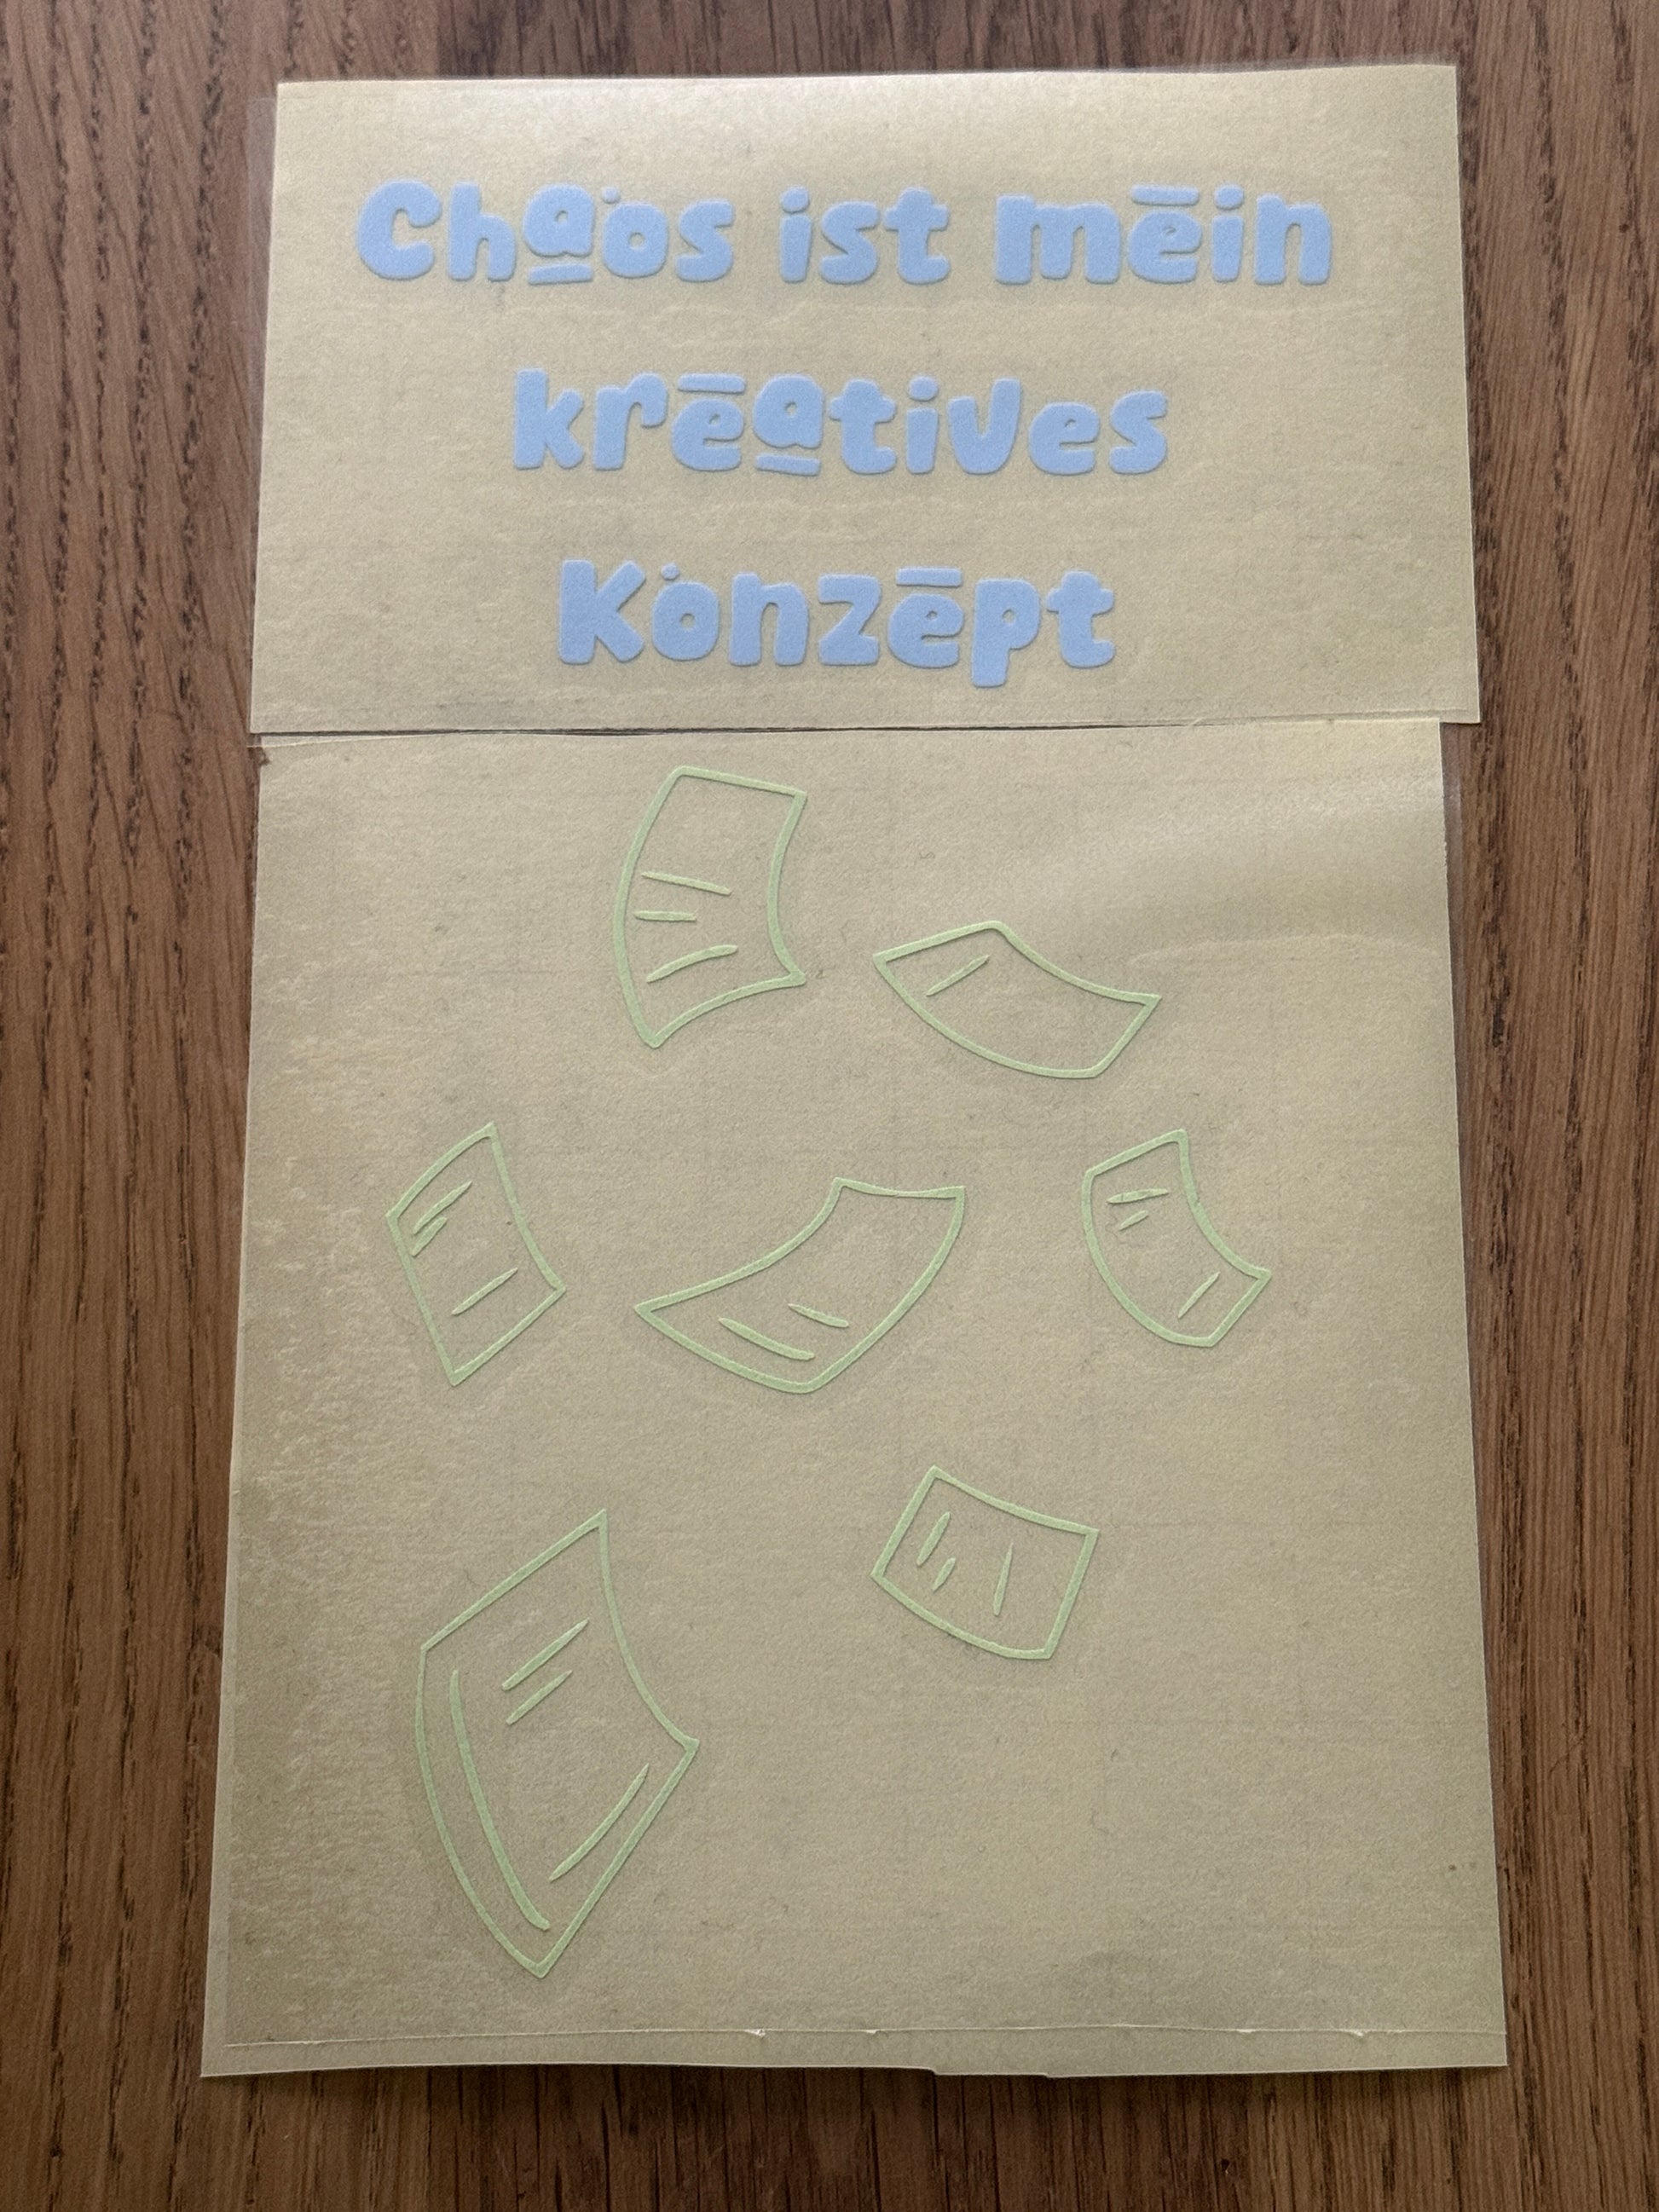 Chaos ist mein
kreatives
Konzept